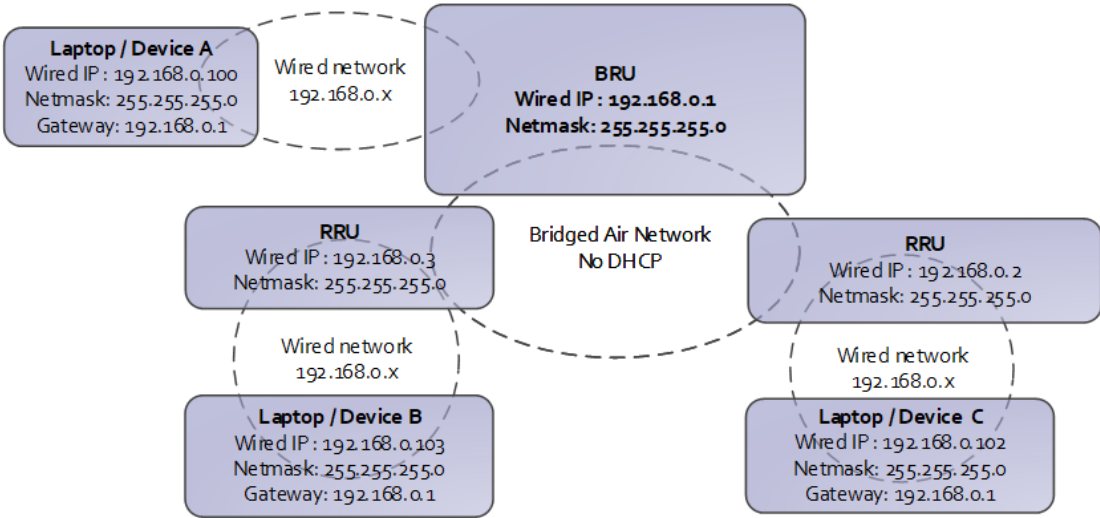 Laptop / Device A
Wired IP : 192.168.0.100
Netmask: 255.255.255.0
Gateway: 192.168.0.1
Wired network
192.168.0.x
BRU
Wired IP : 192.168.0.1
Netmask: 255.255.255.0
Bridged Air Network
No DHCP
RRU
Wired IP : 192.168.0.3
Netmask: 255.255.255.0
RRU
Wired IP : 192.168.0.2
Netmask: 255.255.255.0
Wired network
192.168.0.x
Wired network
192.168.0.x
Laptop / Device B
Wired IP : 192.168.0.103
Netmask: 255.255.255.0
Gateway: 192.168.0.1
Laptop / Device C
Wired IP : 192.168.0.102
Netmask: 255.255.255.0
Gateway: 192.168.0.1